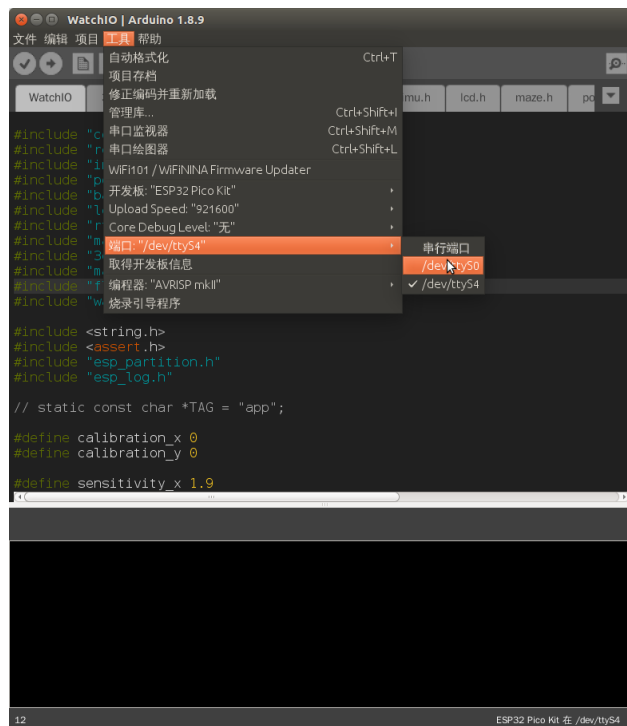 WatchIO | Arduino 1.8.9
文件 编辑 项目 工具 帮助
自动格式化 Ctrl+T
项目存档
修正编码并重新加载
管理库... Ctrl+Shift+I
串口监视器 Ctrl+Shift+M
串口绘图器 Ctrl+Shift+L
WiFi101 / WiFiNINA Firmware Updater
开发板: "ESP32 Pico Kit"
Upload Speed: "921600"
Core Debug Level: "无"
端口: "/dev/ttyS4"
取得开发板信息
编程器: "AVRISP mkII"
烧录引导程序
串行端口
/dev/ttyS0
/dev/ttyS4
WatchIO mu.h lcd.h maze.h po
#include "c
#include "r
#include "i
#include "p
#include "b
#include "l
#include "r
#include "m
#include "3
#include "m
#include "f
#include "w
#include <string.h>
#include <assert.h>
#include "esp_partition.h"
#include "esp_log.h"
// static const char *TAG = "app";
#define calibration_x 0
#define calibration_y 0
#define sensitivity_x 1.9
12 ESP32 Pico Kit 在 /dev/ttyS4